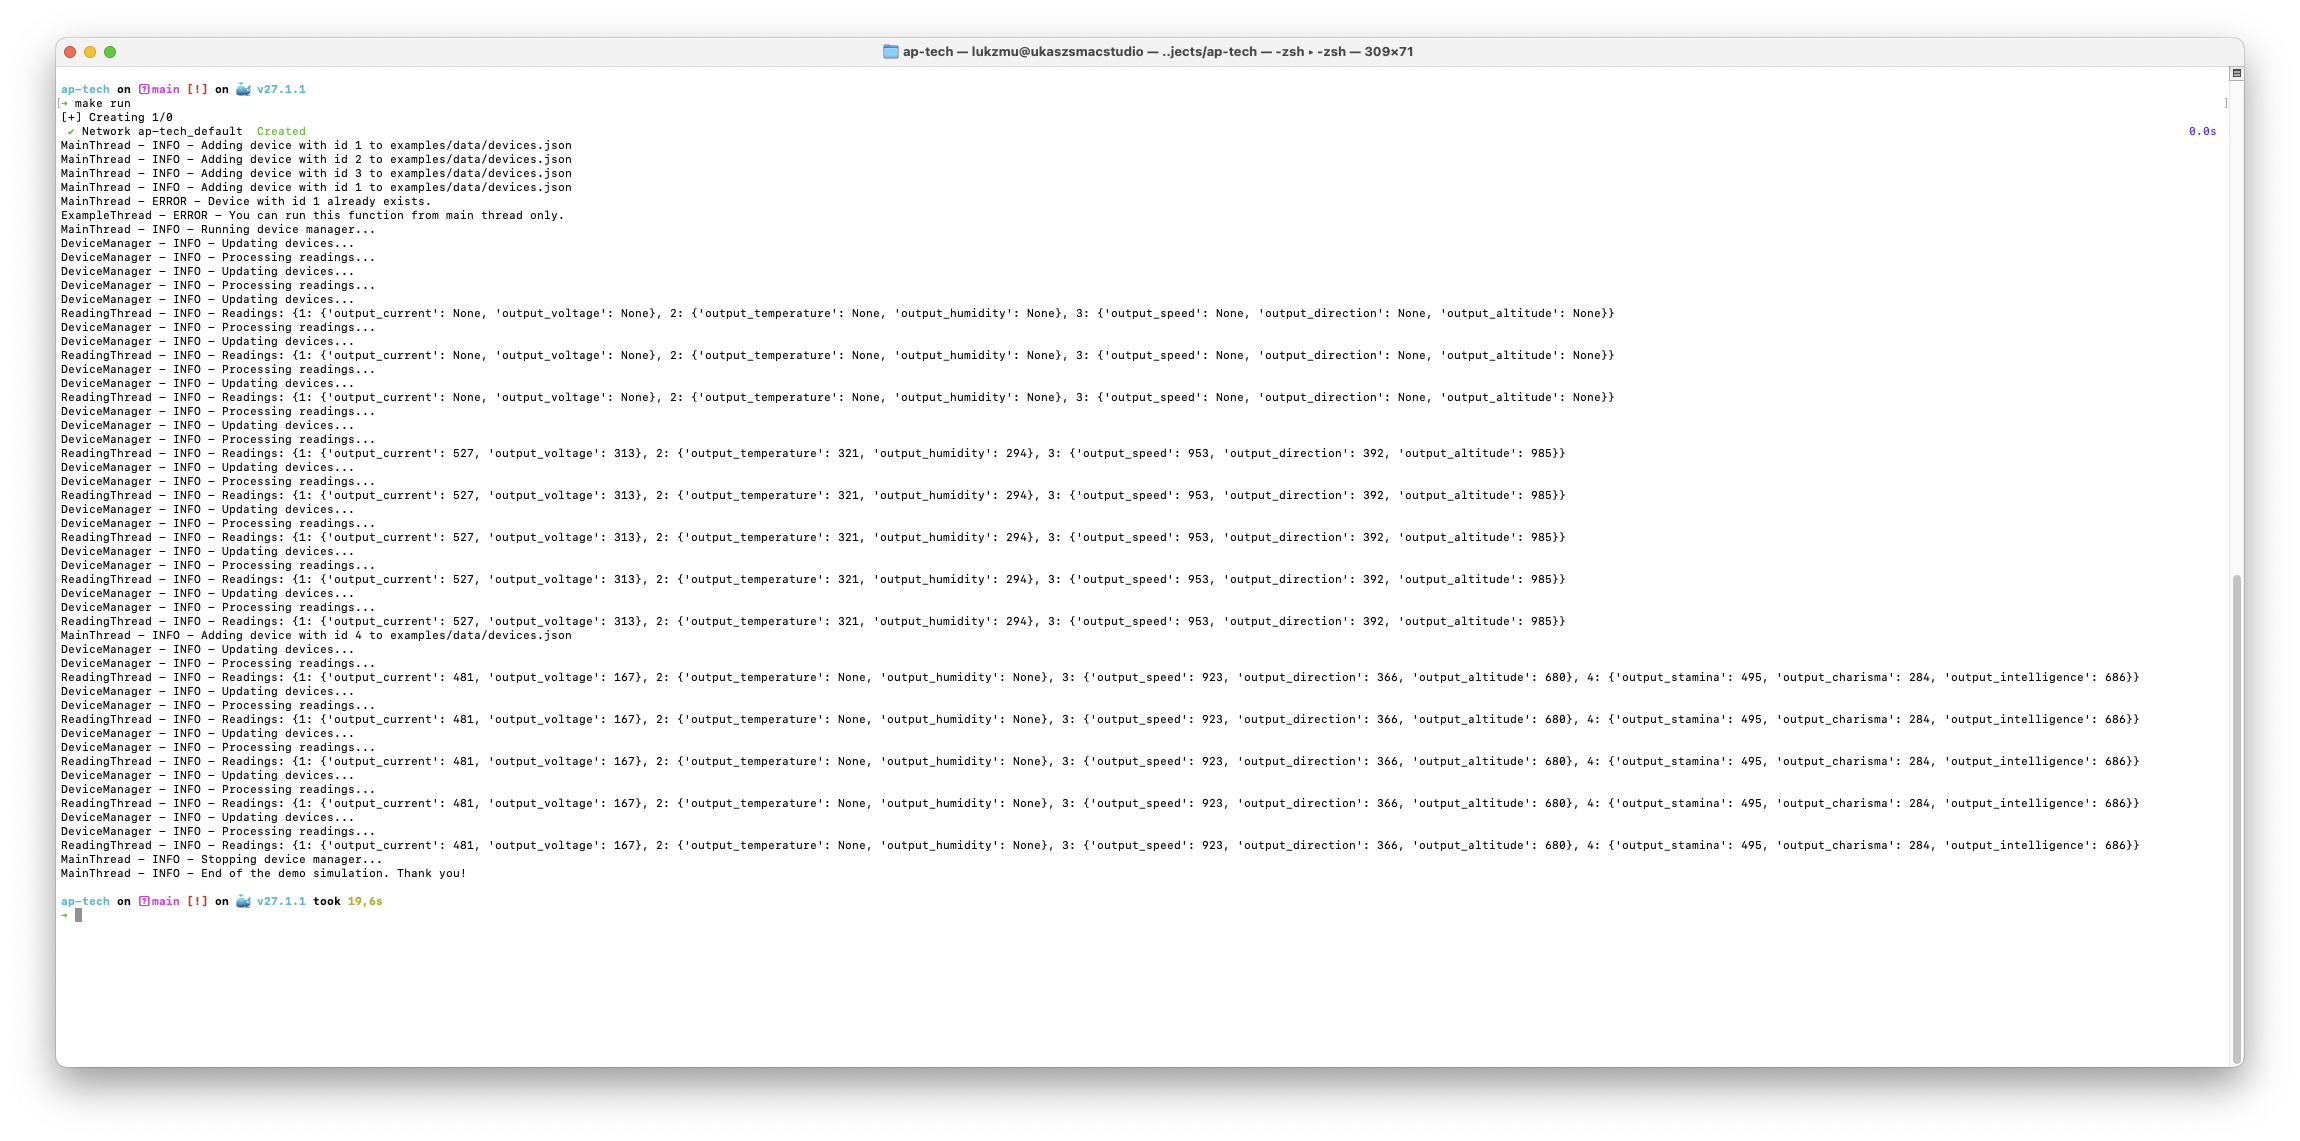 ap-tech — lukzmu@ukaszsmacstudio — ..jects/ap-tech — -zsh ▸ -zsh — 309×71
ap-tech on main [!] on 🐳 v27.1.1
→ make run
[+] Creating 1/0
✔ Network ap-tech_default  Created 0.0s
MainThread - INFO - Adding device with id 1 to examples/data/devices.json
MainThread - INFO - Adding device with id 2 to examples/data/devices.json
MainThread - INFO - Adding device with id 3 to examples/data/devices.json
MainThread - INFO - Adding device with id 1 to examples/data/devices.json
MainThread - ERROR - Device with id 1 already exists.
ExampleThread - ERROR - You can run this function from main thread only.
MainThread - INFO - Running device manager...
DeviceManager - INFO - Updating devices...
DeviceManager - INFO - Processing readings...
DeviceManager - INFO - Updating devices...
DeviceManager - INFO - Processing readings...
DeviceManager - INFO - Updating devices...
ReadingThread - INFO - Readings: {1: {'output_current': None, 'output_voltage': None}, 2: {'output_temperature': None, 'output_humidity': None}, 3: {'output_speed': None, 'output_direction': None, 'output_altitude': None}}
DeviceManager - INFO - Processing readings...
DeviceManager - INFO - Updating devices...
ReadingThread - INFO - Readings: {1: {'output_current': None, 'output_voltage': None}, 2: {'output_temperature': None, 'output_humidity': None}, 3: {'output_speed': None, 'output_direction': None, 'output_altitude': None}}
DeviceManager - INFO - Processing readings...
DeviceManager - INFO - Updating devices...
ReadingThread - INFO - Readings: {1: {'output_current': None, 'output_voltage': None}, 2: {'output_temperature': None, 'output_humidity': None}, 3: {'output_speed': None, 'output_direction': None, 'output_altitude': None}}
DeviceManager - INFO - Processing readings...
DeviceManager - INFO - Updating devices...
DeviceManager - INFO - Processing readings...
ReadingThread - INFO - Readings: {1: {'output_current': 527, 'output_voltage': 313}, 2: {'output_temperature': 321, 'output_humidity': 294}, 3: {'output_speed': 953, 'output_direction': 392, 'output_altitude': 985}}
DeviceManager - INFO - Updating devices...
DeviceManager - INFO - Processing readings...
ReadingThread - INFO - Readings: {1: {'output_current': 527, 'output_voltage': 313}, 2: {'output_temperature': 321, 'output_humidity': 294}, 3: {'output_speed': 953, 'output_direction': 392, 'output_altitude': 985}}
DeviceManager - INFO - Updating devices...
DeviceManager - INFO - Processing readings...
ReadingThread - INFO - Readings: {1: {'output_current': 527, 'output_voltage': 313}, 2: {'output_temperature': 321, 'output_humidity': 294}, 3: {'output_speed': 953, 'output_direction': 392, 'output_altitude': 985}}
DeviceManager - INFO - Updating devices...
DeviceManager - INFO - Processing readings...
ReadingThread - INFO - Readings: {1: {'output_current': 527, 'output_voltage': 313}, 2: {'output_temperature': 321, 'output_humidity': 294}, 3: {'output_speed': 953, 'output_direction': 392, 'output_altitude': 985}}
DeviceManager - INFO - Updating devices...
DeviceManager - INFO - Processing readings...
ReadingThread - INFO - Readings: {1: {'output_current': 527, 'output_voltage': 313}, 2: {'output_temperature': 321, 'output_humidity': 294}, 3: {'output_speed': 953, 'output_direction': 392, 'output_altitude': 985}}
MainThread - INFO - Adding device with id 4 to examples/data/devices.json
DeviceManager - INFO - Updating devices...
DeviceManager - INFO - Processing readings...
ReadingThread - INFO - Readings: {1: {'output_current': 481, 'output_voltage': 167}, 2: {'output_temperature': None, 'output_humidity': None}, 3: {'output_speed': 923, 'output_direction': 366, 'output_altitude': 680}, 4: {'output_stamina': 495, 'output_charisma': 284, 'output_intelligence': 686}}
DeviceManager - INFO - Updating devices...
DeviceManager - INFO - Processing readings...
ReadingThread - INFO - Readings: {1: {'output_current': 481, 'output_voltage': 167}, 2: {'output_temperature': None, 'output_humidity': None}, 3: {'output_speed': 923, 'output_direction': 366, 'output_altitude': 680}, 4: {'output_stamina': 495, 'output_charisma': 284, 'output_intelligence': 686}}
DeviceManager - INFO - Updating devices...
DeviceManager - INFO - Processing readings...
ReadingThread - INFO - Readings: {1: {'output_current': 481, 'output_voltage': 167}, 2: {'output_temperature': None, 'output_humidity': None}, 3: {'output_speed': 923, 'output_direction': 366, 'output_altitude': 680}, 4: {'output_stamina': 495, 'output_charisma': 284, 'output_intelligence': 686}}
DeviceManager - INFO - Updating devices...
DeviceManager - INFO - Processing readings...
ReadingThread - INFO - Readings: {1: {'output_current': 481, 'output_voltage': 167}, 2: {'output_temperature': None, 'output_humidity': None}, 3: {'output_speed': 923, 'output_direction': 366, 'output_altitude': 680}, 4: {'output_stamina': 495, 'output_charisma': 284, 'output_intelligence': 686}}
DeviceManager - INFO - Updating devices...
DeviceManager - INFO - Processing readings...
ReadingThread - INFO - Readings: {1: {'output_current': 481, 'output_voltage': 167}, 2: {'output_temperature': None, 'output_humidity': None}, 3: {'output_speed': 923, 'output_direction': 366, 'output_altitude': 680}, 4: {'output_stamina': 495, 'output_charisma': 284, 'output_intelligence': 686}}
MainThread - INFO - Stopping device manager...
MainThread - INFO - End of the demo simulation. Thank you!
ap-tech on main [!] on 🐳 v27.1.1 took 19,6s
→